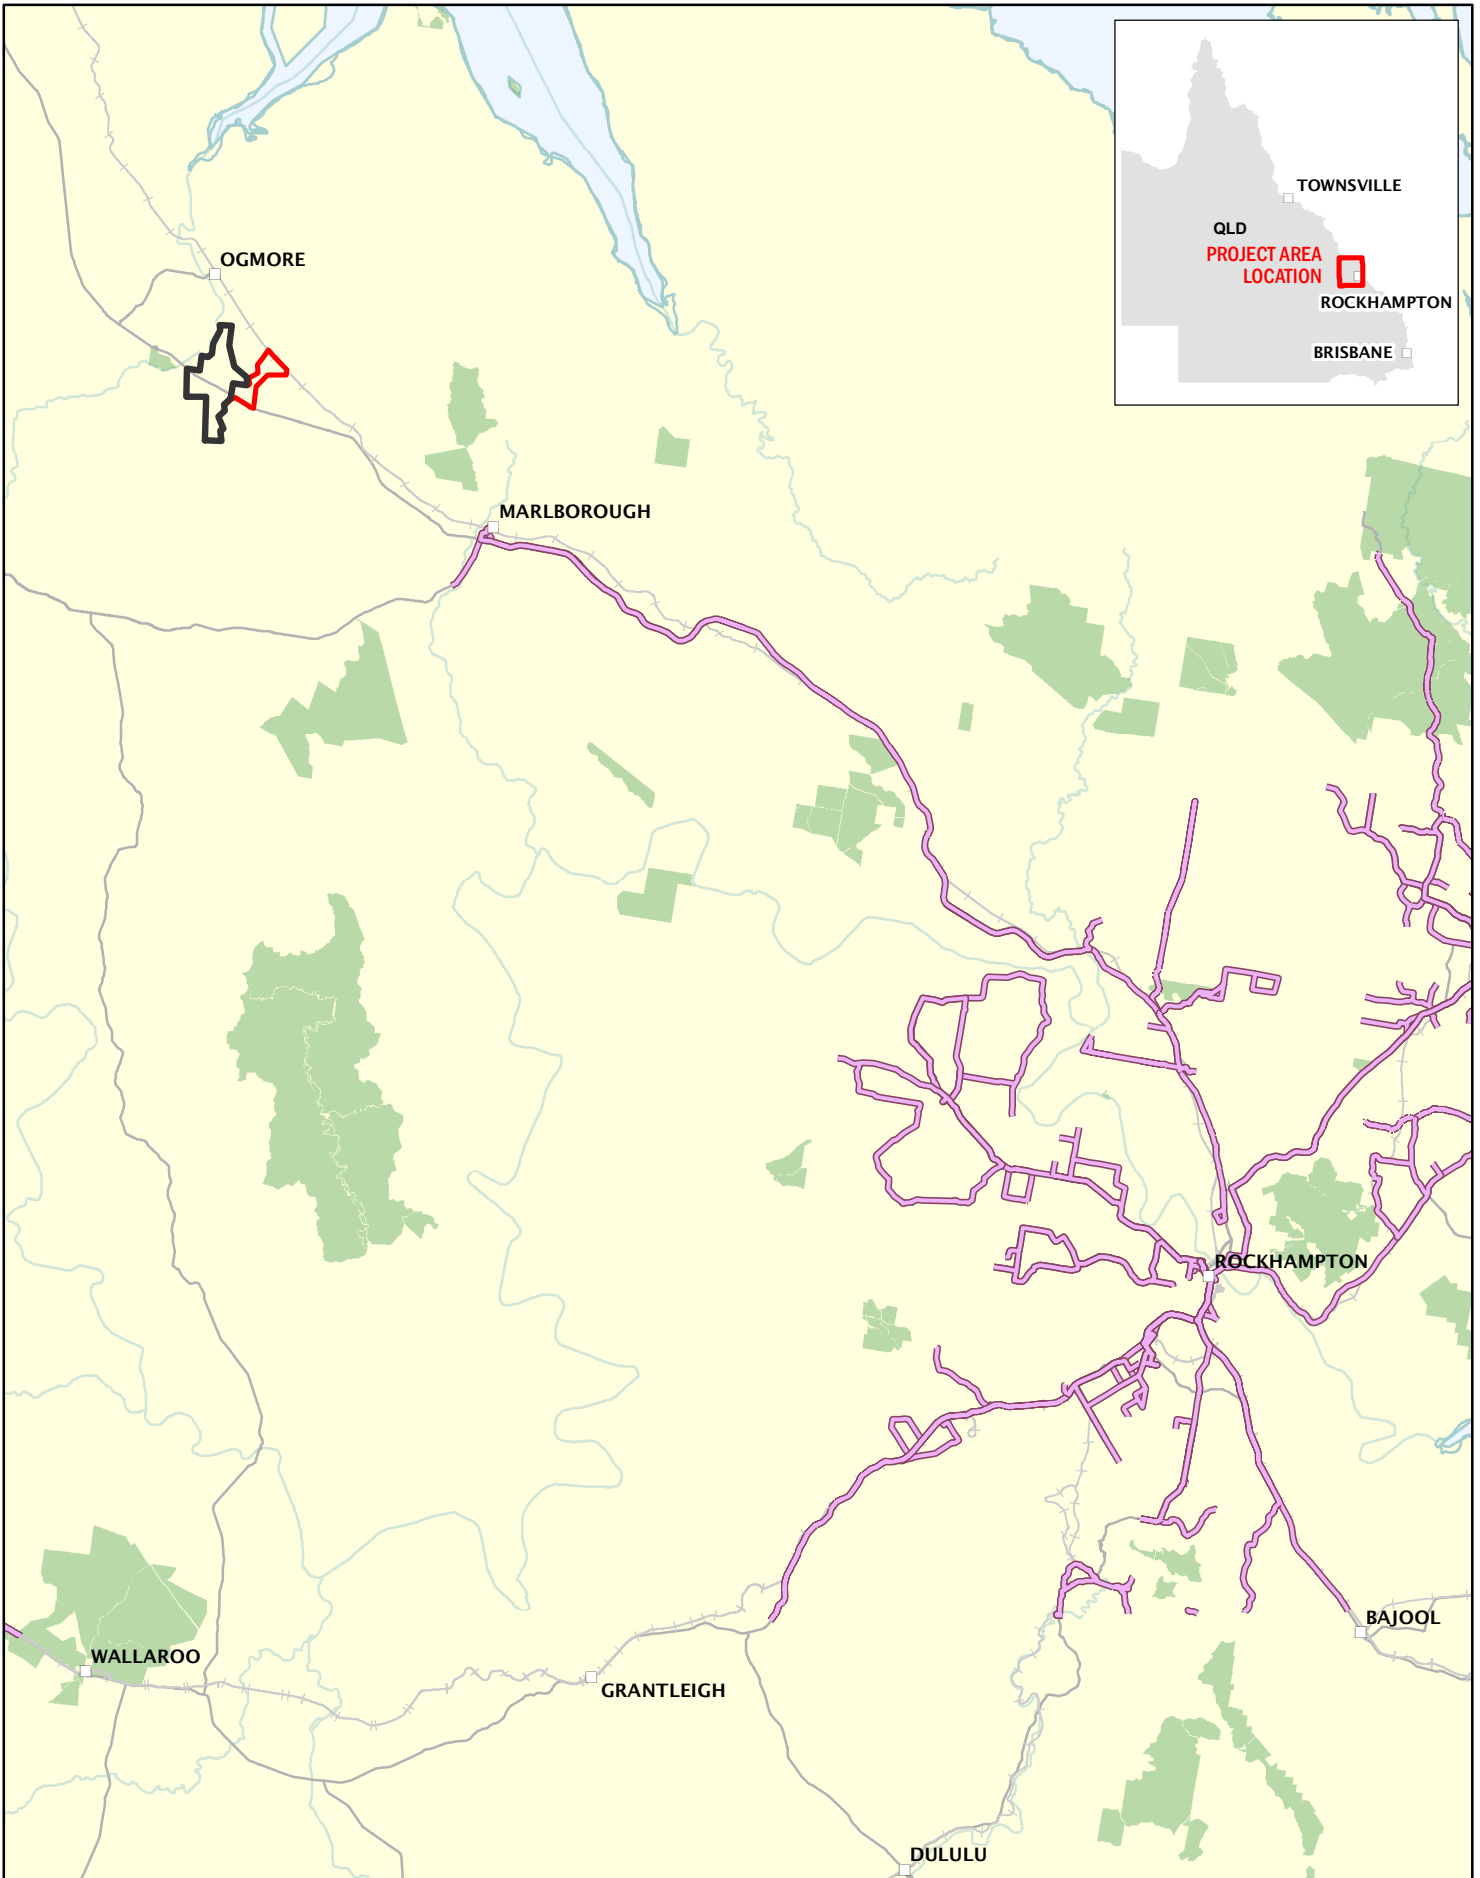 TOWNSVILLE
QLD
PROJECT AREA
LOCATION
ROCKHAMPTON
BRISBANE
OGMORE
MARLBOROUGH
ROCKHAMPTON
BAJOOL
WALLAROO
GRANTLEIGH
DULULU